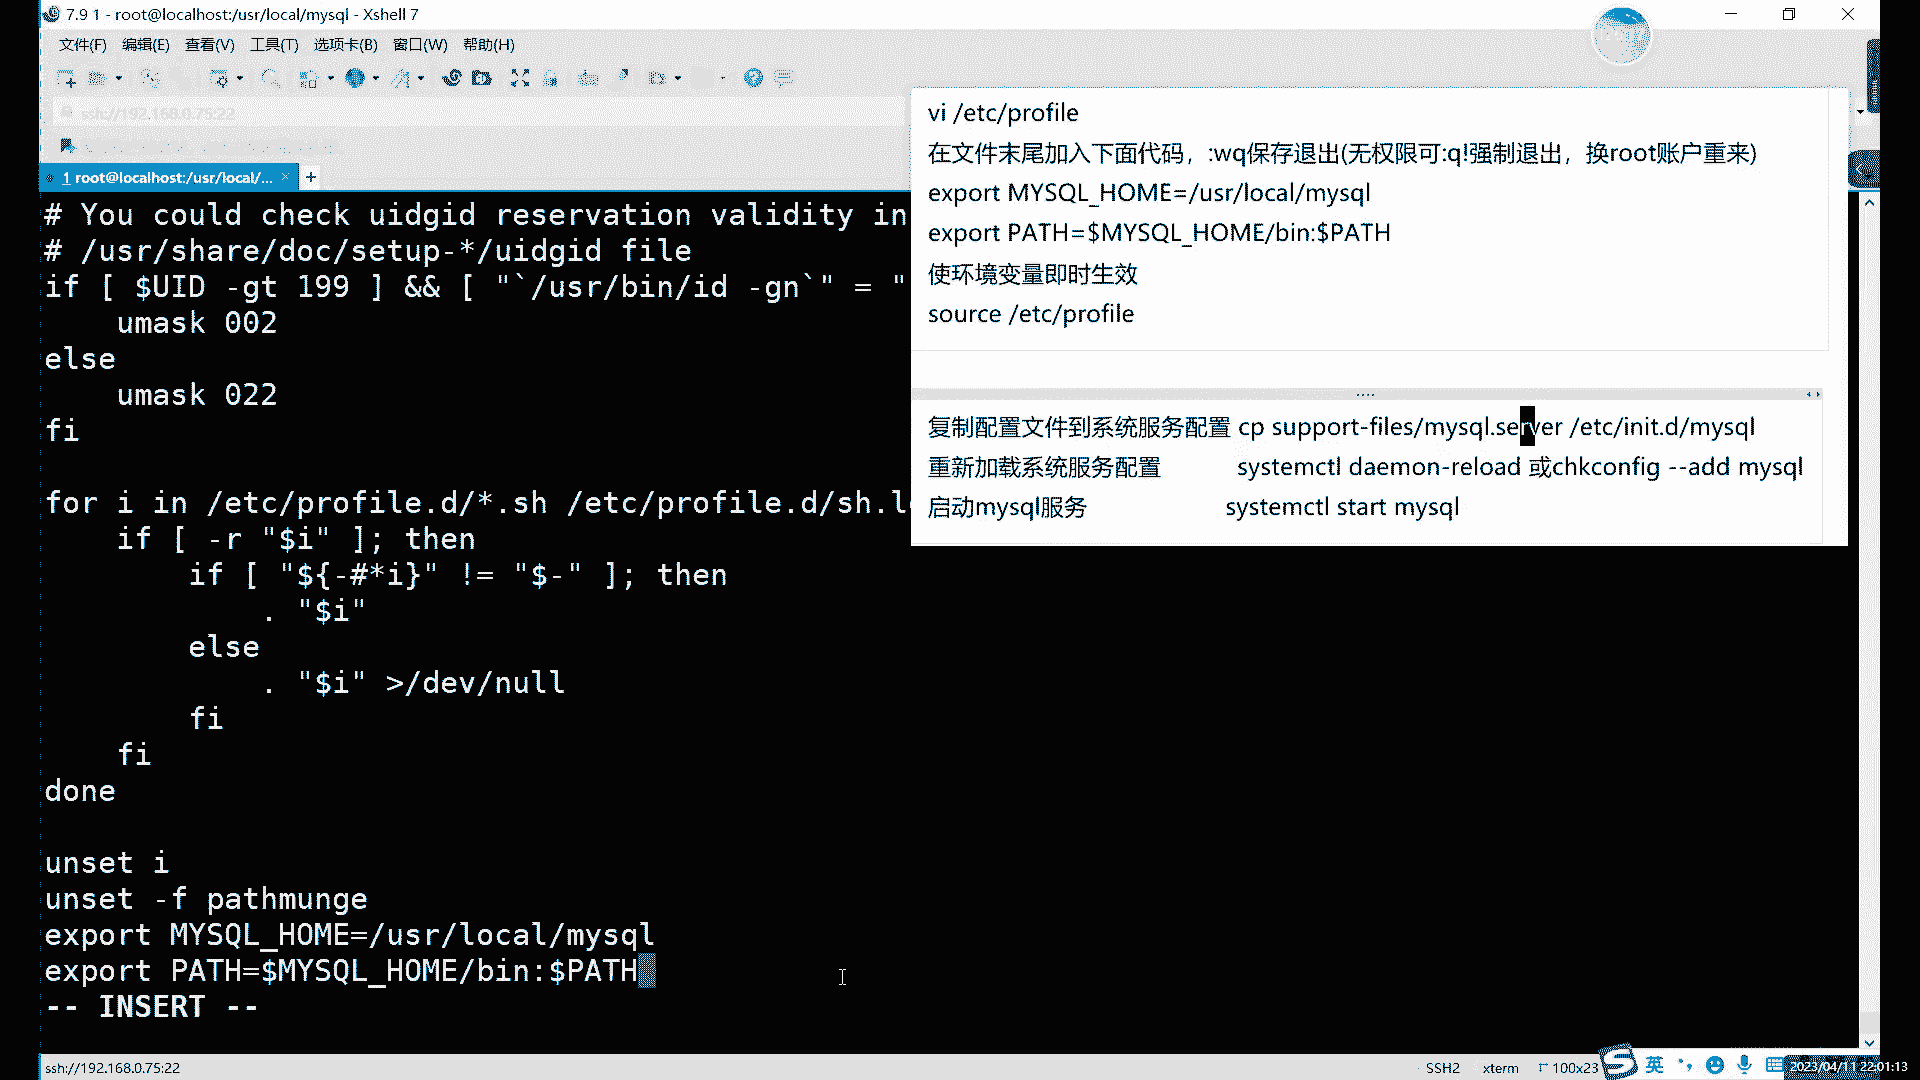 7.9 1 - root@localhost:/usr/local/mysql - Xshell 7
文件(F) 编辑(E) 查看(V) 工具(T) 选项卡(B) 窗口(W) 帮助(H)
ssh://192.168.0.75:22
1 root@localhost:/usr/local/... × +
# You could check uidgid reservation validity in
# /usr/share/doc/setup-*/uidgid file
if [ $UID -gt 199 ] && [ "`/usr/bin/id -gn`" = "
    umask 002
else
    umask 022
fi
for i in /etc/profile.d/*.sh /etc/profile.d/sh.l
    if [ -r "$i" ]; then
        if [ "${-#*i}" != "$-" ]; then
            . "$i"
        else
            . "$i" >/dev/null
        fi
    fi
done
unset i
unset -f pathmunge
export MYSQL_HOME=/usr/local/mysql
export PATH=$MYSQL_HOME/bin:$PATH
-- INSERT --
vi /etc/profile
在文件末尾加入下面代码，:wq保存退出(无权限可:q!强制退出，换root账户重来)
export MYSQL_HOME=/usr/local/mysql
export PATH=$MYSQL_HOME/bin:$PATH
使环境变量即时生效
source /etc/profile
复制配置文件到系统服务配置 cp support-files/mysql.server /etc/init.d/mysql
重新加载系统服务配置 systemctl daemon-reload 或chkconfig --add mysql
启动mysql服务 systemctl start mysql
ssh://192.168.0.75:22
SSH2 xterm 100x23
英
2023/04/11 22:01:13